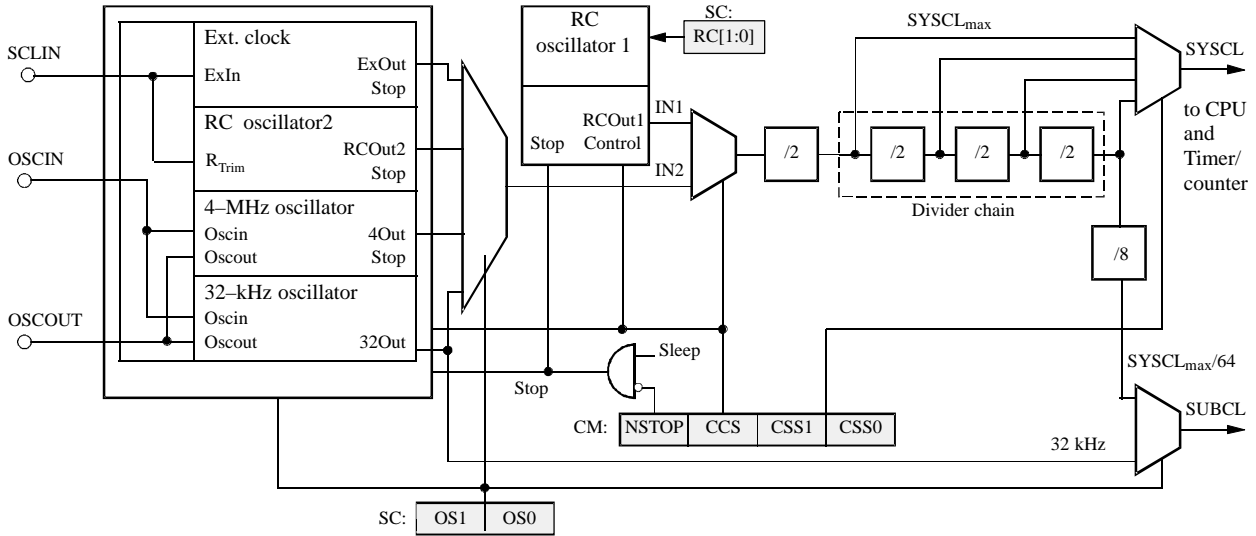 SCLIN
OSCIN
OSCOUT
Ext. clock
ExIn
ExOut
Stop
RC oscillator2
RCOut2
RTrim
Stop
4–MHz oscillator
Oscin
4Out
Oscout
Stop
32–kHz oscillator
Oscin
Oscout
32Out
RC
oscillator 1
RCOut1
Stop
Control
SC:
RC[1:0]
IN1
IN2
/2
/2
/2
/2
Divider chain
SYSCLmax
SYSCL
to CPU
and
Timer/
counter
/8
SYSCLmax/64
SUBCL
32 kHz
Sleep
Stop
CM:
NSTOP
CCS
CSS1
CSS0
SC:
OS1
OS0